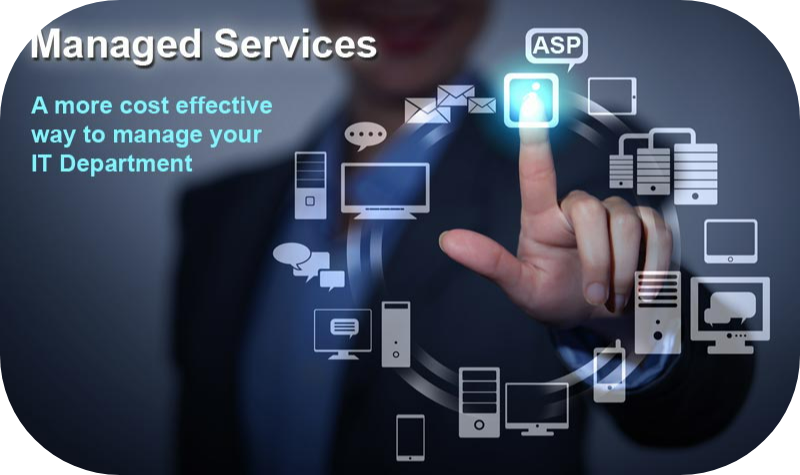 Managed Services
ASP
A more cost effective
way to manage your
IT Department